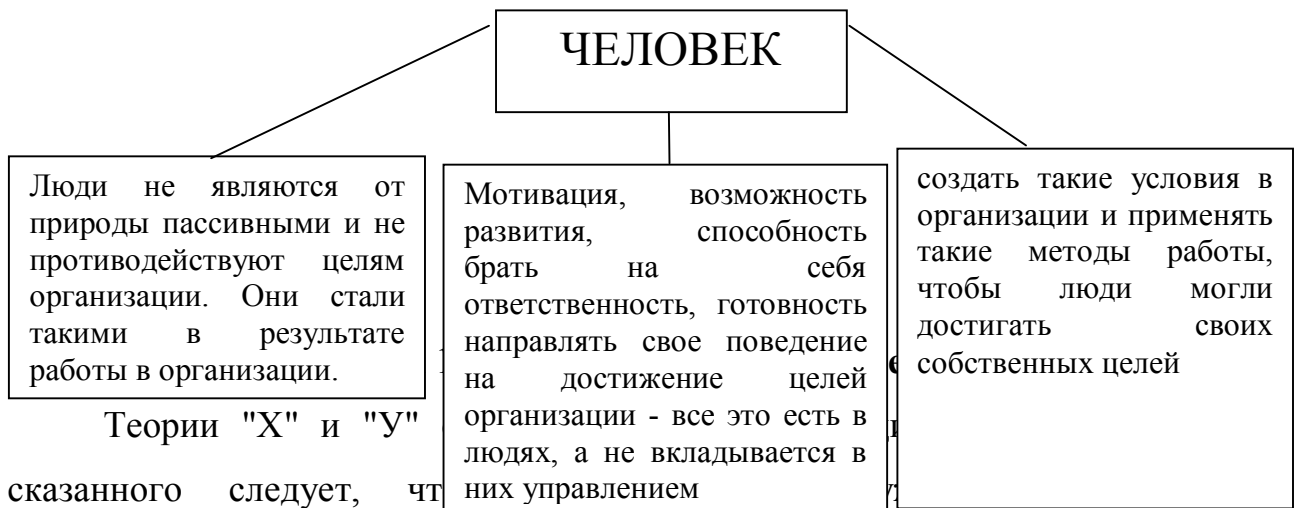 ЧЕЛОВЕК
Люди не являются от
природы пассивными и не
противодействуют целям
организации. Они стали
такими в результате
работы в организации.
Мотивация, возможность
развития, способность
брать на себя
ответственность, готовность
направлять свое поведение
на достижение целей
организации - все это есть в
людях, а не вкладывается в
них управлением
создать такие условия в
организации и применять
такие методы работы,
чтобы люди могли
достигать своих
собственных целей
Теории "Х" и "У"
сказанного следует,